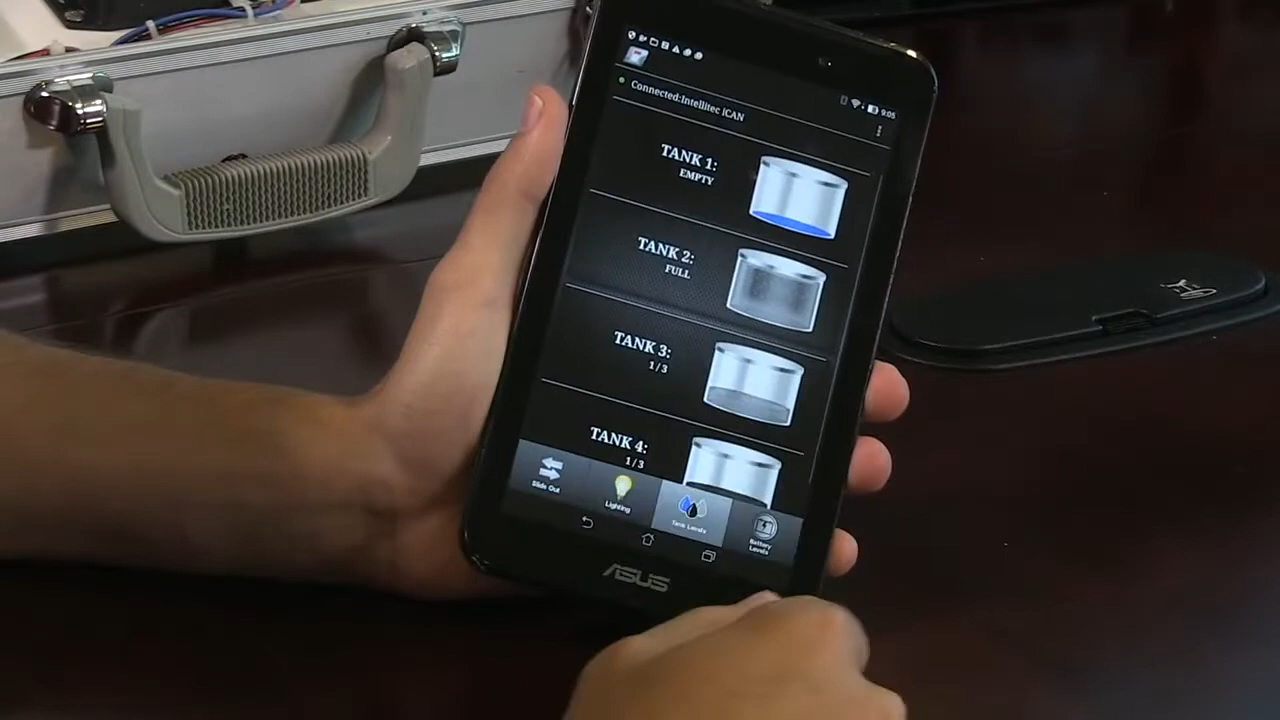 9:05
Connected:Intellitec iCAN
TANK 1:
EMPTY
TANK 2:
FULL
TANK 3:
1/3
TANK 4:
1/3
Slide Out
Lighting
Tank Levels
Battery
Levels
ASUS